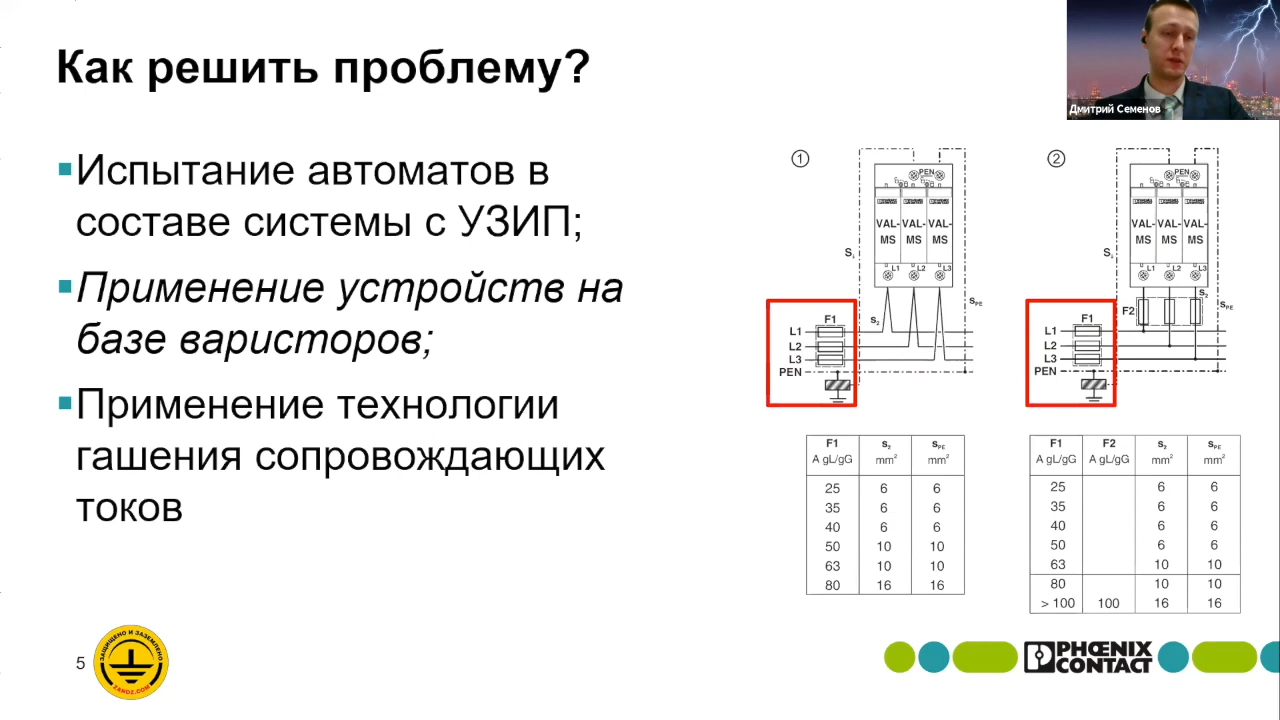 Как решить проблему?
Дмитрий Семенов
▪Испытание автоматов в
составе системы с УЗИП;
▪Применение устройств на
базе варисторов;
▪Применение технологии
гашения сопровождающих
токов
①
PEN
VAL- VAL- VAL-
MS MS MS
L1 L2 L3
S₁
S₂
SPE
F1
L1
L2
L3
PEN
②
PEN
VAL- VAL- VAL-
MS MS MS
L1 L2 L3
S₁
S₂
SPE
F2
F1
L1
L2
L3
PEN
F1 s₂ sPE
A gL/gG mm² mm²
25 6 6
35 6 6
40 6 6
50 10 10
63 10 10
80 16 16
F1 F2 s₂ sPE
A gL/gG A gL/gG mm² mm²
25 6 6
35 6 6
40 6 6
50 6 6
63 10 10
80 10 10
> 100 100 16 16
5
ЗАЩИЩЕНО И ЗАЗЕМЛЕНО
ZANDZ.COM
PHŒNIX
CONTACT